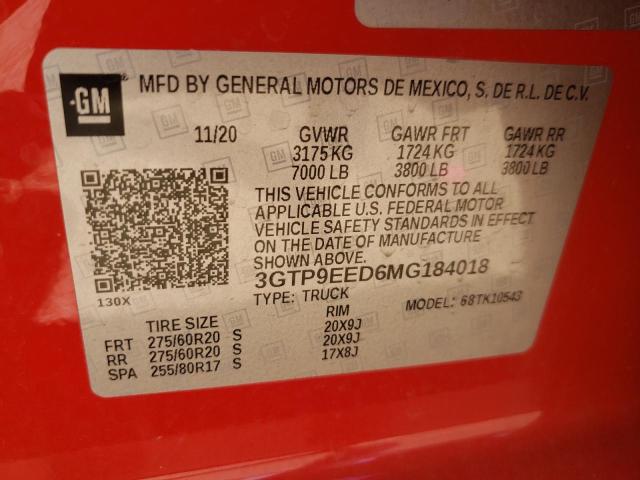 GM
MFD BY GENERAL MOTORS DE MEXICO, S. DE R.L. DE C.V.
11/20 GVWR GAWR FRT GAWR RR
3175 KG 1724 KG 1724 KG
7000 LB 3800 LB 3800 LB
THIS VEHICLE CONFORMS TO ALL
APPLICABLE U.S. FEDERAL MOTOR
VEHICLE SAFETY STANDARDS IN EFFECT
ON THE DATE OF MANUFACTURE
SHOWN ABOVE.
3GTP9EED6MG184018
130X
TYPE: TRUCK MODEL: 68TK10543
TIRE SIZE RIM
FRT 275/60R20 S 20X9J
RR 275/60R20 S 20X9J
SPA 255/80R17 S 17X8J